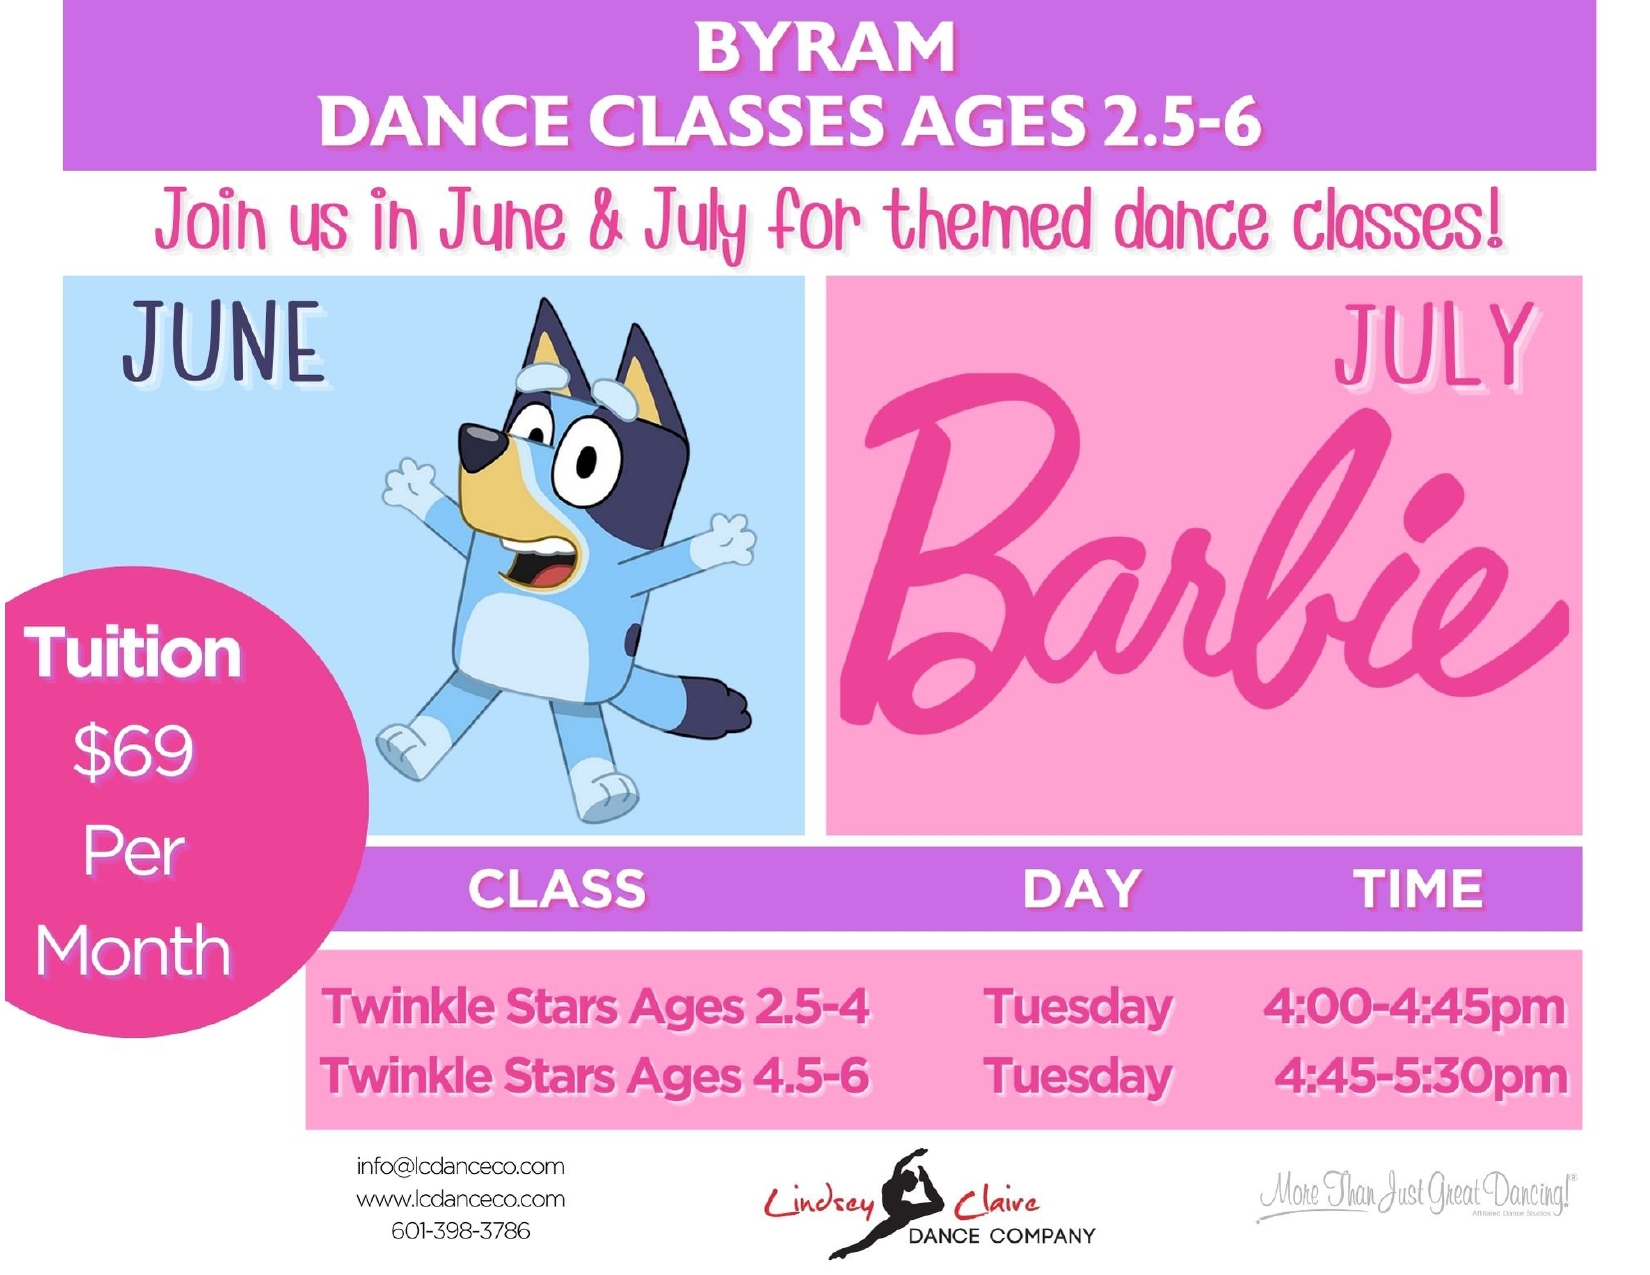 BYRAM
DANCE CLASSES AGES 2.5-6
Join us in June & July for themed dance classes!
JUNE
JULY
Barbie
Tuition
$69
Per
Month
CLASS DAY TIME
Twinkle Stars Ages 2.5-4 Tuesday 4:00-4:45pm
Twinkle Stars Ages 4.5-6 Tuesday 4:45-5:30pm
info@lcdanceco.com
www.lcdanceco.com
601-398-3786
Lindsey Claire
DANCE COMPANY
More Than Just Great Dancing!®
Affiliated Dance Studios